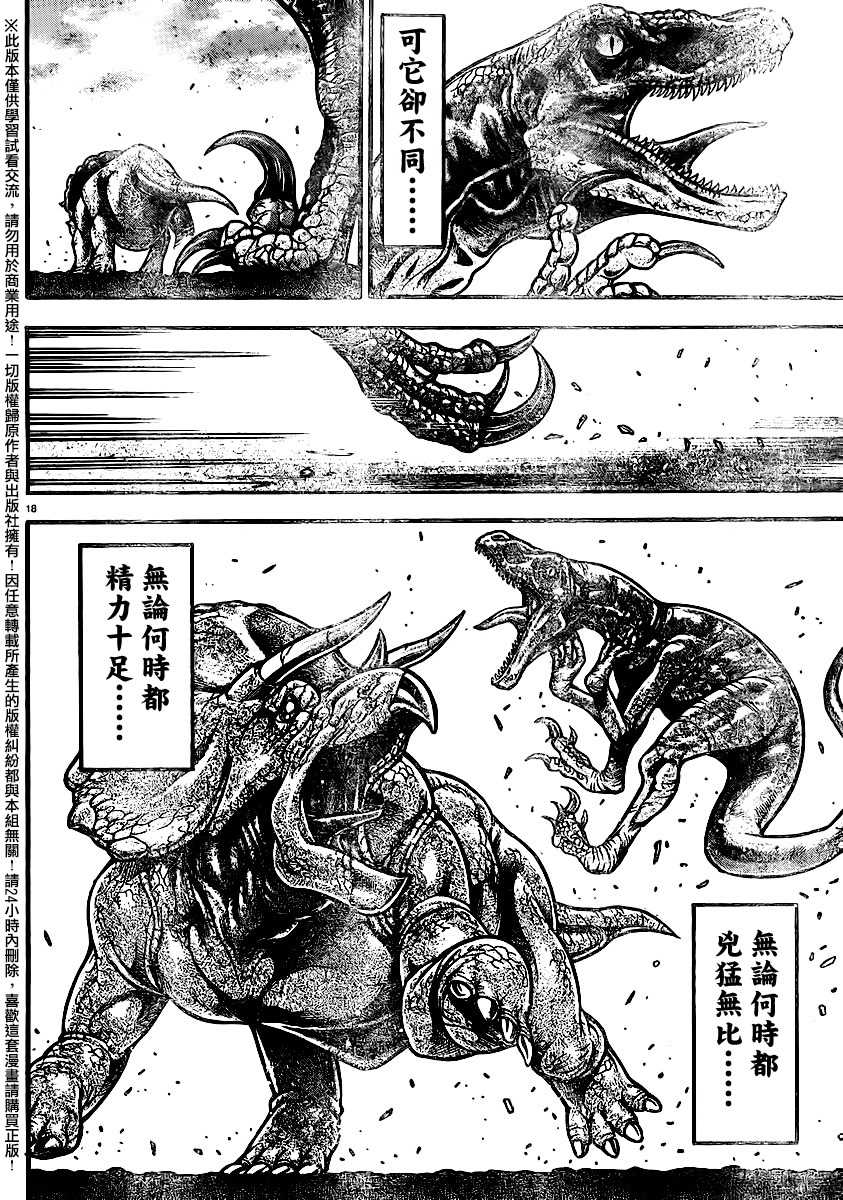 可它卻不同……
18
無論何時都
兇猛無比……
無論何時都
精力十足……
※此版本僅供學習試看交流，請勿用於商業用途！一切版權歸原作者與出版社擁有！因任意轉載所產生的版權糾紛都與本組無關！請24小時內刪除，喜歡這套漫畫請購買正版！